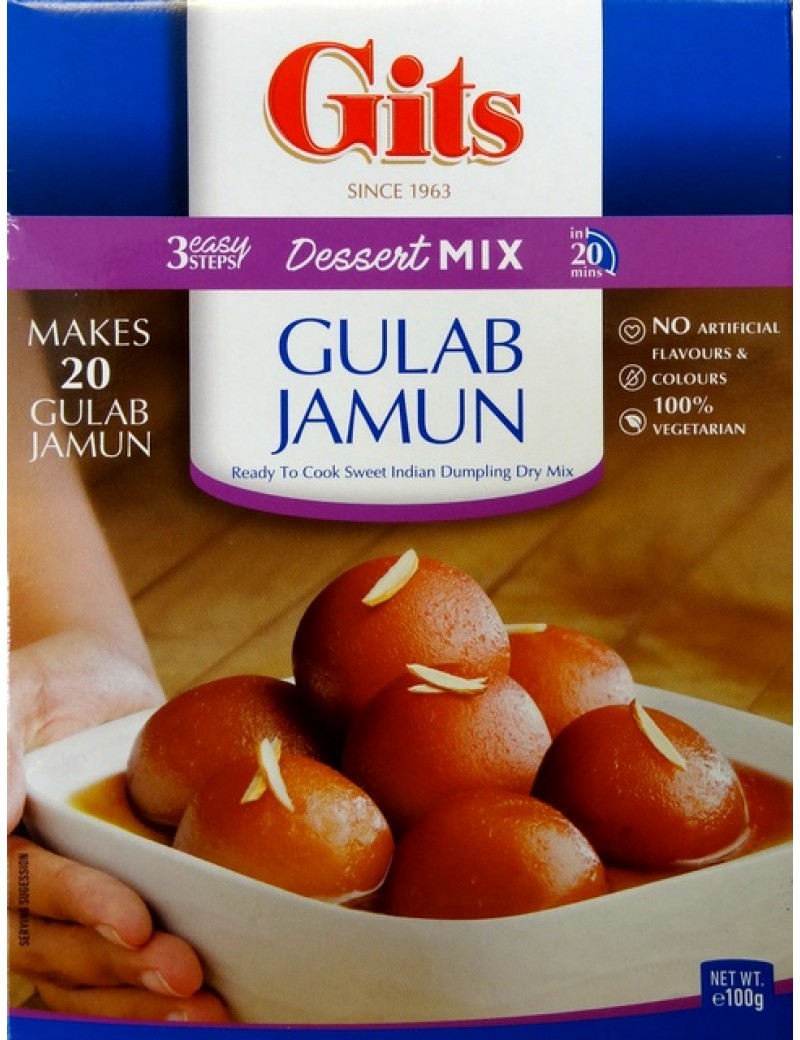 Gits
SINCE 1963
3 easy STEPS
Dessert MIX
in 20 mins
MAKES
20
GULAB
JAMUN
GULAB
JAMUN
Ready To Cook Sweet Indian Dumpling Dry Mix
NO ARTIFICIAL
FLAVOURS &
COLOURS
100%
VEGETARIAN
SERVING SUGESSION
NET WT.
e100g